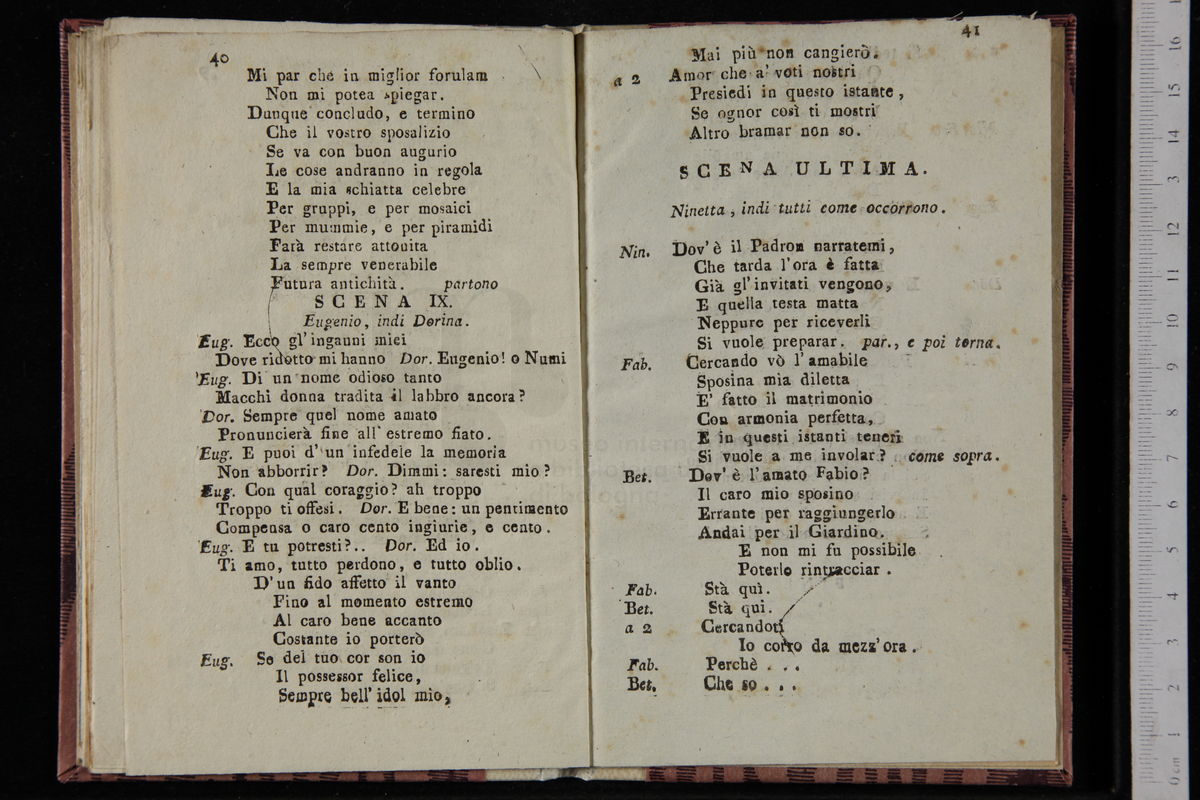 40
Mi par che in miglior forulam
Non mi potea spiegar.
Dunque concludo, e termino
Che il vostro sposalizio
Se va con buon augurio
Le cose andranno in regola
E la mia schiatta celebre
Per gruppi, e per mosaici
Per mummie, e per piramidi
Farà restare attonita
La sempre venerabile
Futura antichità. partono
SCENA IX.
Eugenio, indi Dorina.
Eug. Ecco gl'inganni miei
Dove ridotto mi hanno Dor. Eugenio! o Numi
Eug. Di un nome odioso tanto
Macchi donna tradita il labbro ancora?
Dor. Sempre quel nome amato
Pronuncierà fine all' estremo fiato.
Eug. E puoi d' un infedele la memoria
Non abborrir? Dor. Dimmi: saresti mio?
Eug. Con qual coraggio? ah troppo
Troppo ti offesi. Dor. E bene: un pentimento
Compensa o caro cento ingiurie, e cento.
Eug. E tu potresti?.. Dor. Ed io.
Ti amo, tutto perdono, e tutto oblio.
D'un fido affetto il vanto
Fino al momento estremo
Al caro bene accanto
Costante io porterò
Eug. Se del tuo cor son io
Il possessor felice,
Sempre bell' idol mio,
41
Mai più non cangierò.
a 2 Amor che a' voti nostri
Presiedi in questo istante,
Se ognor così ti mostri
Altro bramar non so.
SCENA ULTIMA.
Ninetta, indi tutti come occorrono.
Nin. Dov'è il Padron narratemi,
Che tarda l'ora è fatta
Già gl'invitati vengono,
E quella testa matta
Neppure per riceverli
Si vuole preparar. par., e poi torna.
Fab. Cercando vò l'amabile
Sposina mia diletta
E' fatto il matrimonio
Con armonia perfetta,
E in questi istanti teneri
Si vuole a me involar? come sopra.
Bet. Dov' è l'amato Fabio?
Il caro mio sposino
Errante per raggiungerlo
Andai per il Giardino.
E non mi fu possibile
Poterlo rintracciar.
Fab. Stà quì.
Bet. Stà qui.
a 2 Cercandoti
Io corro da mezz'ora.
Fab. Perchè . . .
Bet. Che so . . .